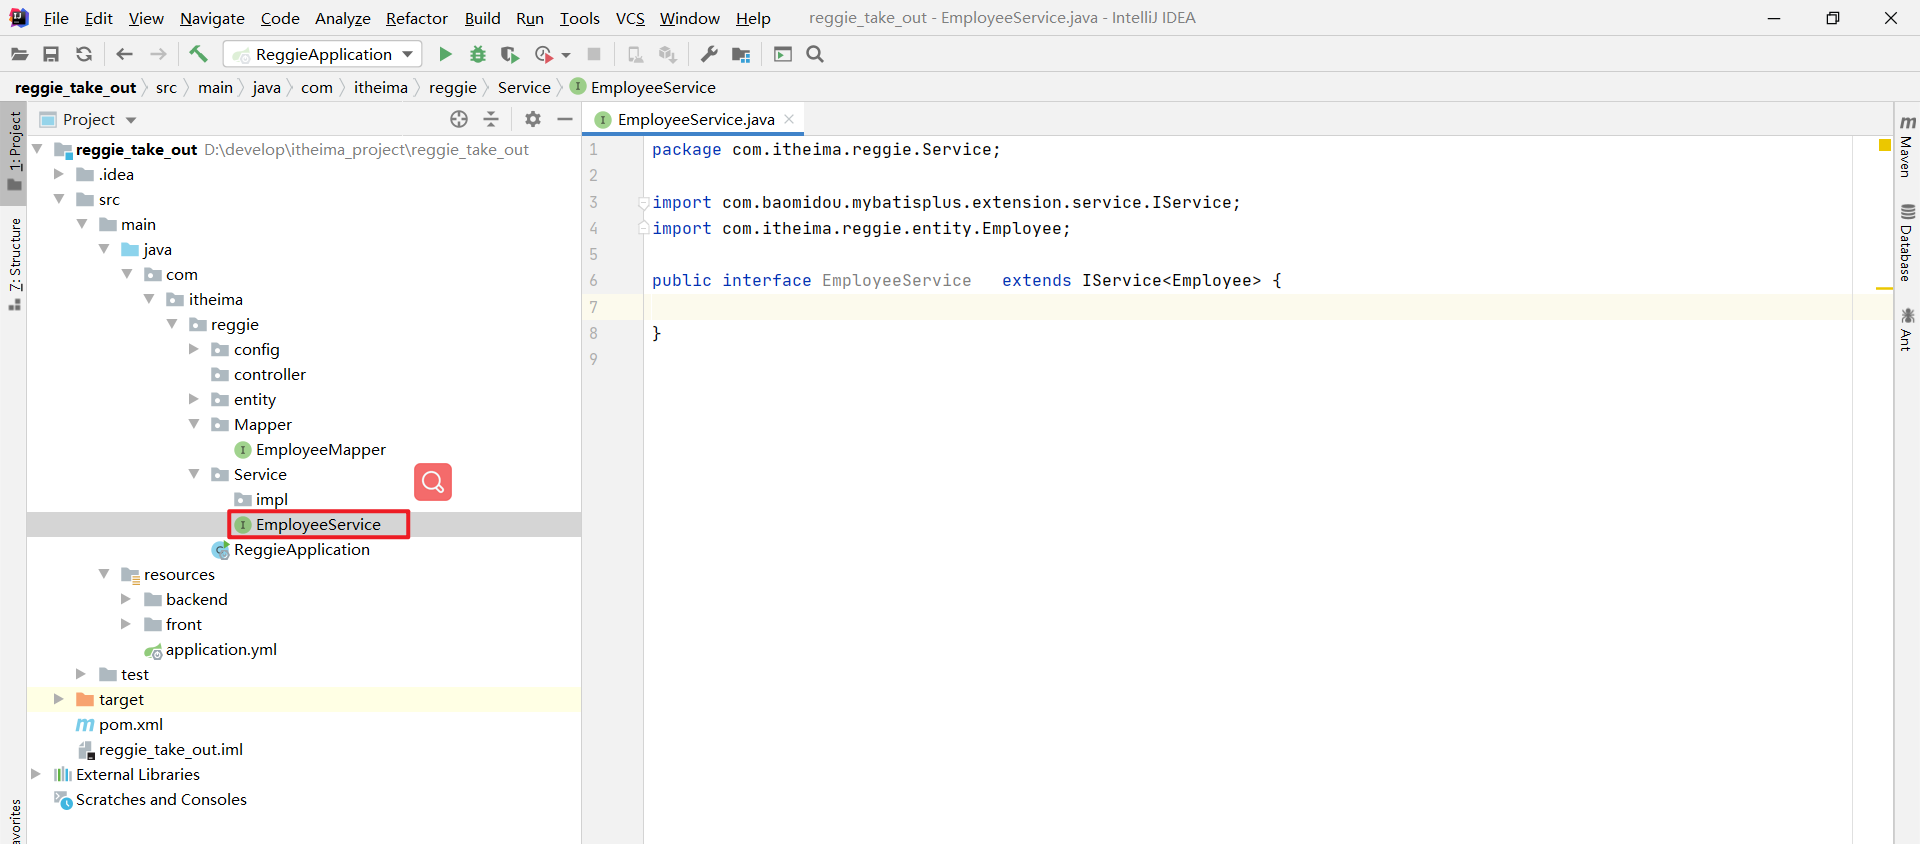 File Edit View Navigate Code Analyze Refactor Build Run Tools VCS Window Help reggie_take_out - EmployeeService.java - IntelliJ IDEA
ReggieApplication
reggie_take_out src main java com itheima reggie Service EmployeeService
1: Project
Project
EmployeeService.java
reggie_take_out D:\develop\itheima_project\reggie_take_out
.idea
src
main
java
com
itheima
reggie
config
controller
entity
Mapper
EmployeeMapper
Service
impl
EmployeeService
ReggieApplication
resources
backend
front
application.yml
test
target
pom.xml
reggie_take_out.iml
External Libraries
Scratches and Consoles
Z: Structure
avorites
1 package com.itheima.reggie.Service;
2
3 import com.baomidou.mybatisplus.extension.service.IService;
4 import com.itheima.reggie.entity.Employee;
5
6 public interface EmployeeService extends IService<Employee> {
7
8 }
9
Maven
Database
Ant